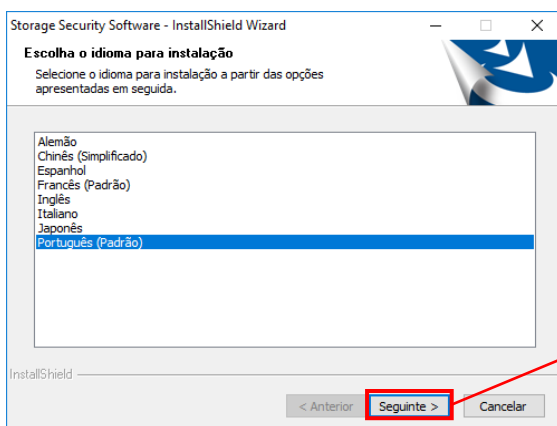 Storage Security Software - InstallShield Wizard
Escolha o idioma para instalação
Selecione o idioma para instalação a partir das opções
apresentadas em seguida.
Alemão
Chinês (Simplificado)
Espanhol
Francês (Padrão)
Inglês
Italiano
Japonês
Português (Padrão)
InstallShield
< Anterior Seguinte > Cancelar